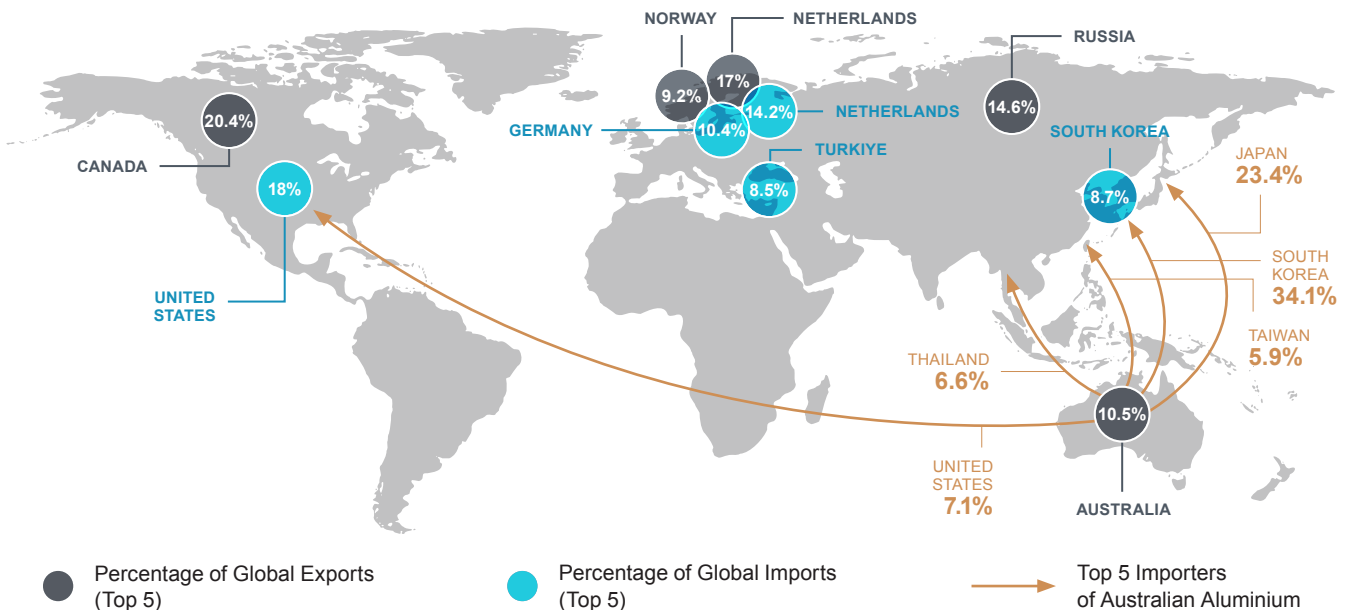 NORWAY
NETHERLANDS
RUSSIA
9.2%
17%
14.6%
20.4%
14.2%
NETHERLANDS
GERMANY
10.4%
SOUTH KOREA
CANADA
TURKIYE
JAPAN
23.4%
18%
8.5%
8.7%
SOUTH
KOREA
34.1%
UNITED
STATES
TAIWAN
5.9%
THAILAND
6.6%
10.5%
UNITED
STATES
7.1%
AUSTRALIA
Percentage of Global Exports
(Top 5)
Percentage of Global Imports
(Top 5)
Top 5 Importers
of Australian Aluminium